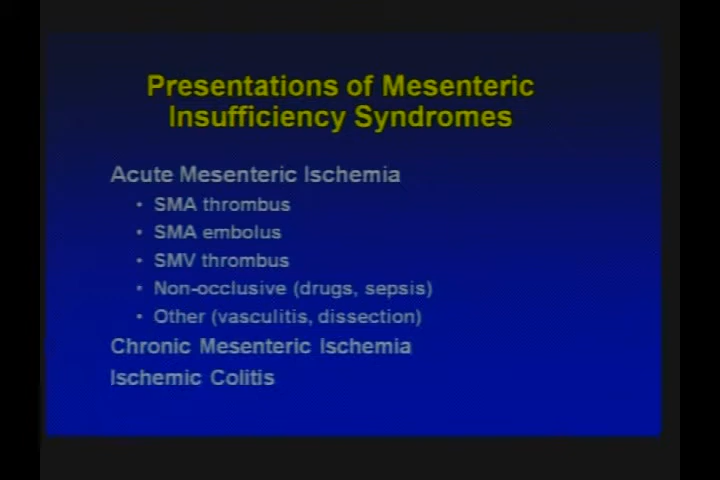 Presentations of Mesenteric
Insufficiency Syndromes
Acute Mesenteric Ischemia
• SMA thrombus
• SMA embolus
• SMV thrombus
• Non-occlusive (drugs, sepsis)
• Other (vasculitis, dissection)
Chronic Mesenteric Ischemia
Ischemic Colitis